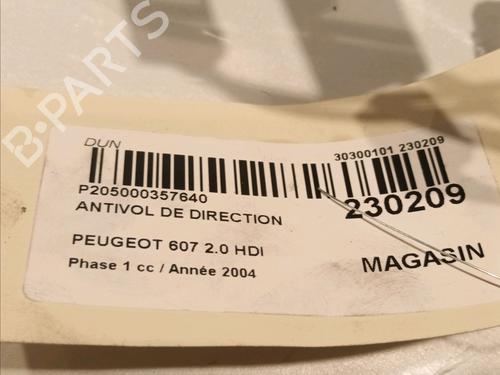 B-PARTS
DUN
30300101 230209
P205000357640
230209
ANTIVOL DE DIRECTION
PEUGEOT 607 2.0 HDI
MAGASIN
Phase 1 cc / Année 2004